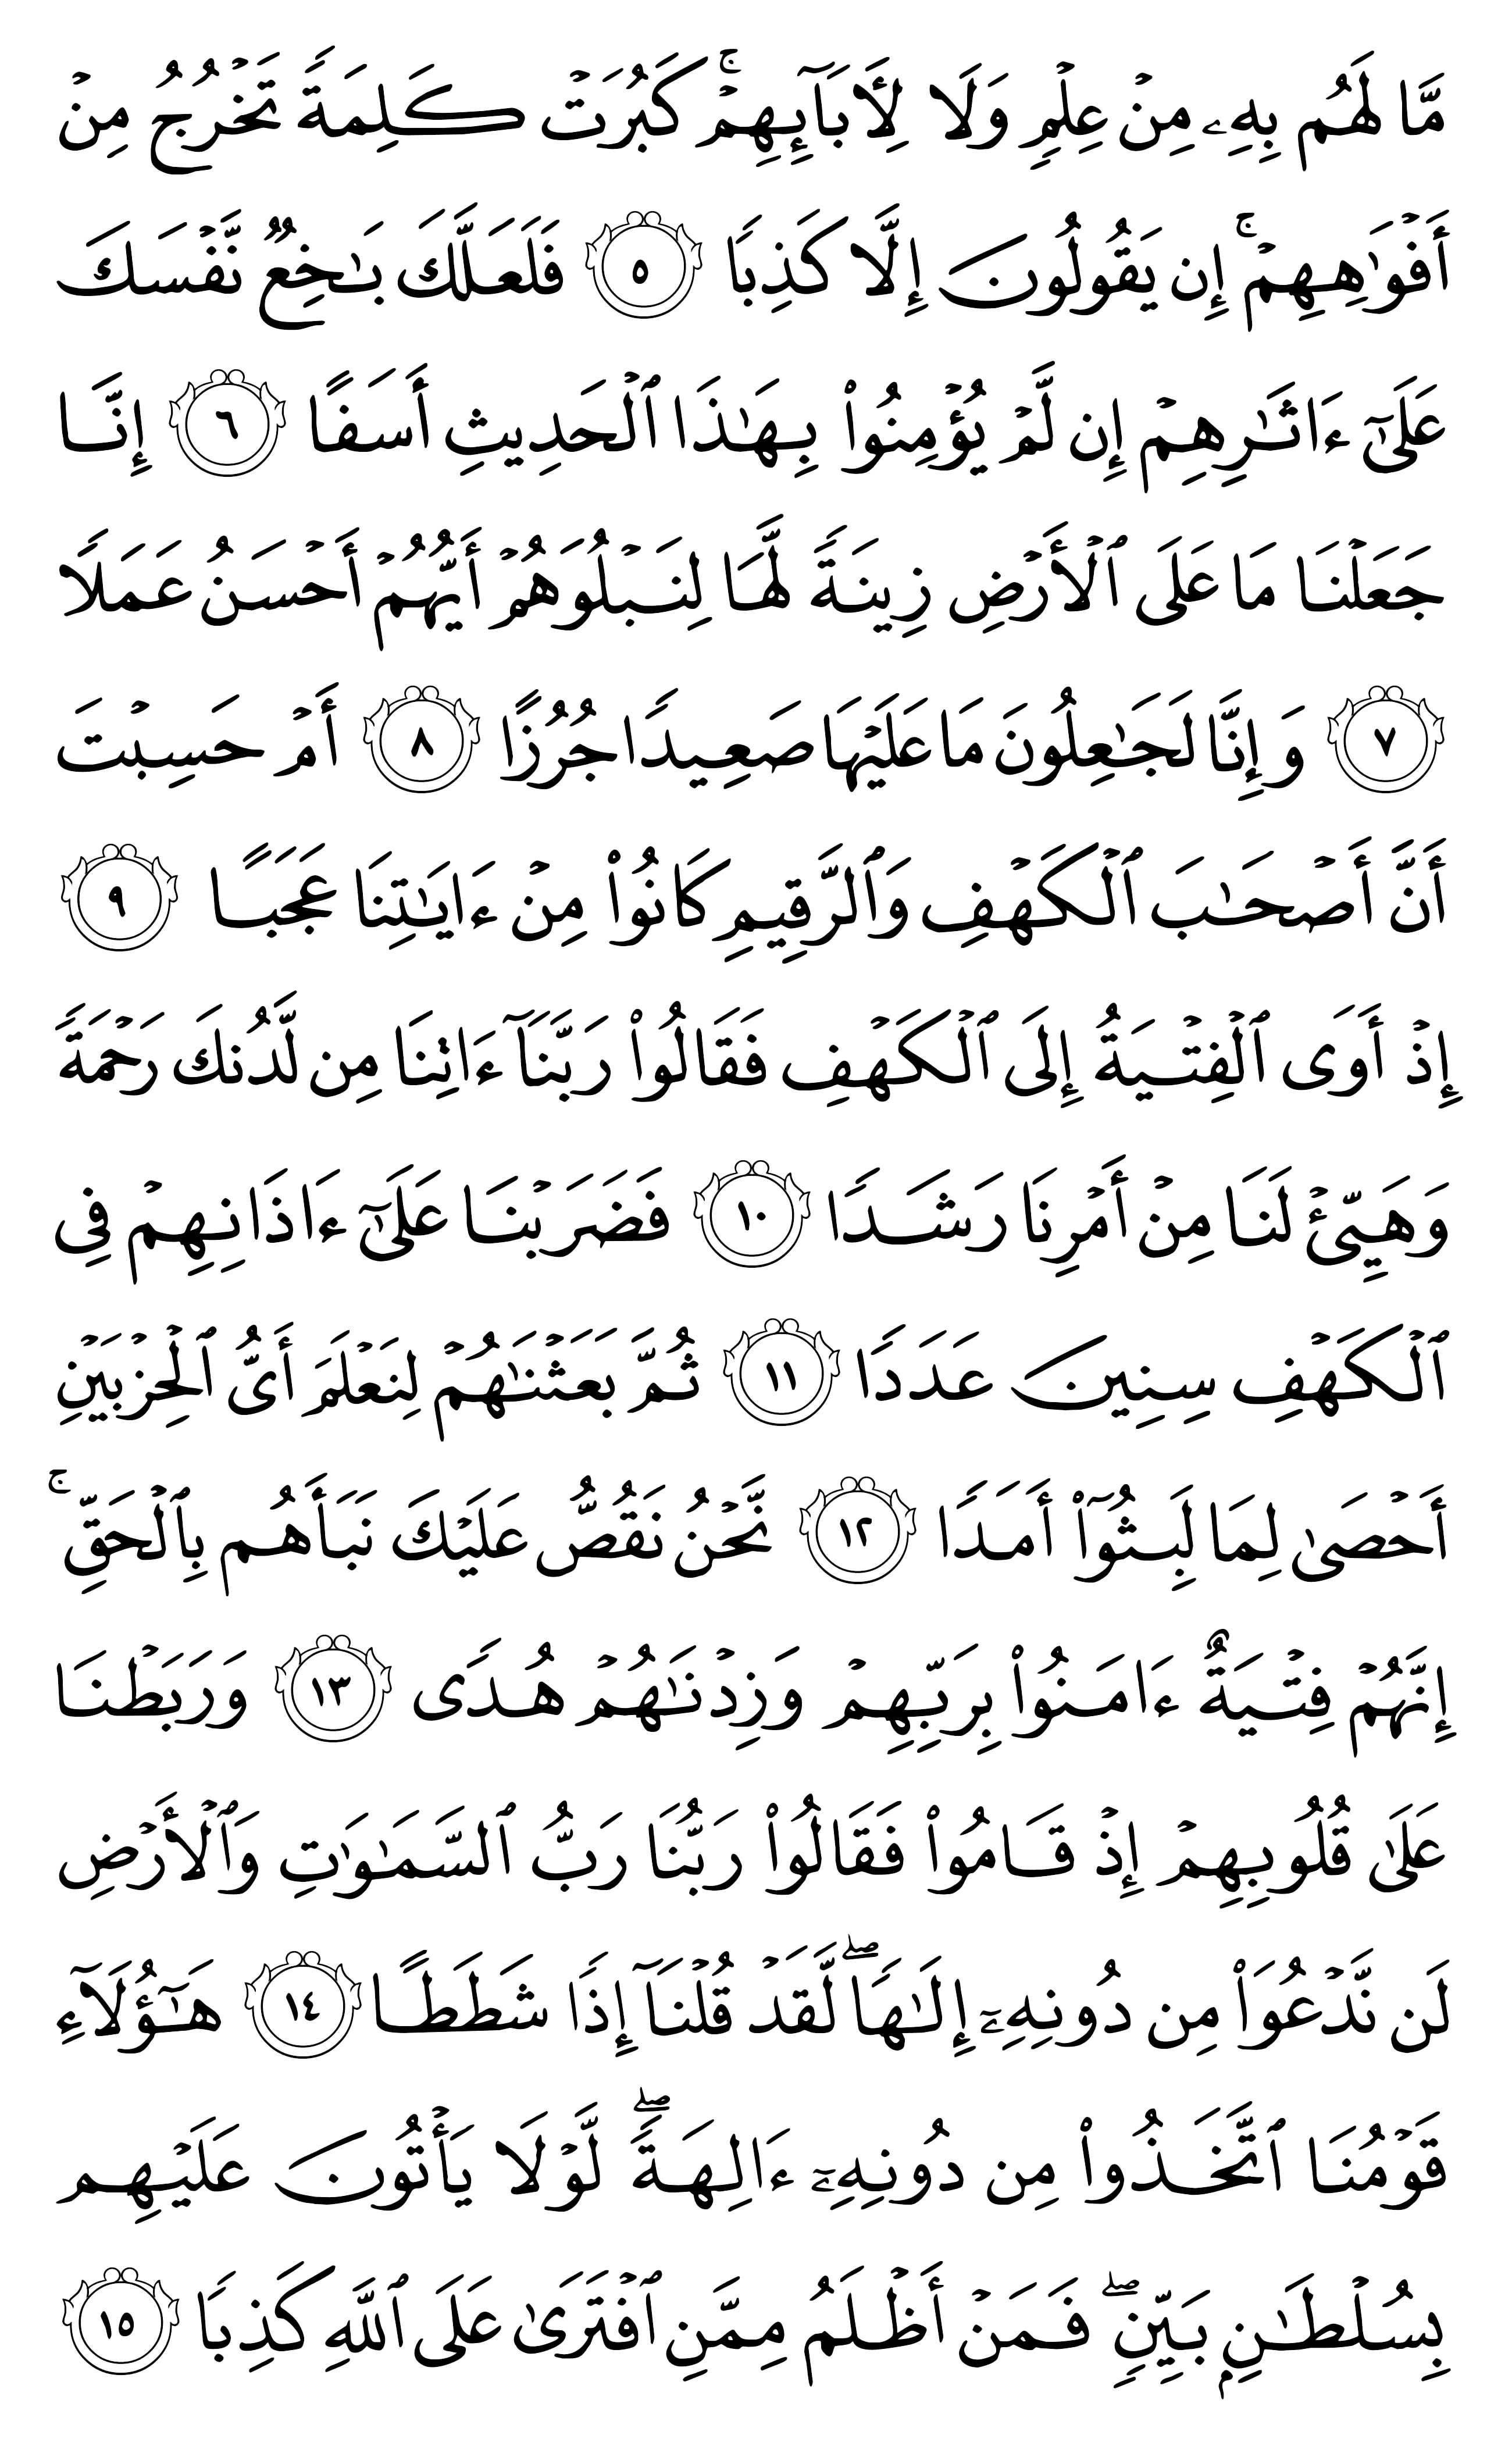 مَّا لَهُم بِهِۦ مِنْ عِلْمٍ وَلَا لِأَبَآئِهِمْ ۚ كَبُرَتْ كَلِمَةً تَخْرُجُ مِنْ
أَفْوَٰهِهِمْ ۚ إِن يَقُولُونَ إِلَّا كَذِبًا ٥ فَلَعَلَّكَ بَـٰخِعٌ نَّفْسَكَ
عَلَىٰٓ ءَاثَـٰرِهِمْ إِن لَّمْ يُؤْمِنُوا۟ بِهَـٰذَا ٱلْحَدِيثِ أَسَفًا ٦ إِنَّا
جَعَلْنَا مَا عَلَى ٱلْأَرْضِ زِينَةً لَّهَا لِنَبْلُوَهُمْ أَيُّهُمْ أَحْسَنُ عَمَلًا
٧ وَإِنَّا لَجَـٰعِلُونَ مَا عَلَيْهَا صَعِيدًا جُرُزًا ٨ أَمْ حَسِبْتَ
أَنَّ أَصْحَـٰبَ ٱلْكَهْفِ وَٱلرَّقِيمِ كَانُوا۟ مِنْ ءَايَـٰتِنَا عَجَبًا ٩
إِذْ أَوَى ٱلْفِتْيَةُ إِلَى ٱلْكَهْفِ فَقَالُوا۟ رَبَّنَآ ءَاتِنَا مِن لَّدُنكَ رَحْمَةً
وَهَيِّئْ لَنَا مِنْ أَمْرِنَا رَشَدًا ١٠ فَضَرَبْنَا عَلَىٰٓ ءَاذَانِهِمْ فِى
ٱلْكَهْفِ سِنِينَ عَدَدًا ١١ ثُمَّ بَعَثْنَـٰهُمْ لِنَعْلَمَ أَىُّ ٱلْحِزْبَيْنِ
أَحْصَىٰ لِمَا لَبِثُوٓا۟ أَمَدًا ١٢ نَّحْنُ نَقُصُّ عَلَيْكَ نَبَأَهُم بِٱلْحَقِّ ۚ
إِنَّهُمْ فِتْيَةٌ ءَامَنُوا۟ بِرَبِّهِمْ وَزِدْنَـٰهُمْ هُدًى ١٣ وَرَبَطْنَا
عَلَىٰ قُلُوبِهِمْ إِذْ قَامُوا۟ فَقَالُوا۟ رَبُّنَا رَبُّ ٱلسَّمَـٰوَٰتِ وَٱلْأَرْضِ
لَن نَّدْعُوَا۟ مِن دُونِهِۦٓ إِلَـٰهًا ۖ لَّقَدْ قُلْنَآ إِذًا شَطَطًا ١٤ هَـٰٓؤُلَآءِ
قَوْمُنَا ٱتَّخَذُوا۟ مِن دُونِهِۦٓ ءَالِهَةً ۖ لَّوْلَا يَأْتُونَ عَلَيْهِم
بِسُلْطَـٰنٍۭ بَيِّنٍ ۖ فَمَنْ أَظْلَمُ مِمَّنِ ٱفْتَرَىٰ عَلَى ٱللَّهِ كَذِبًا ١٥